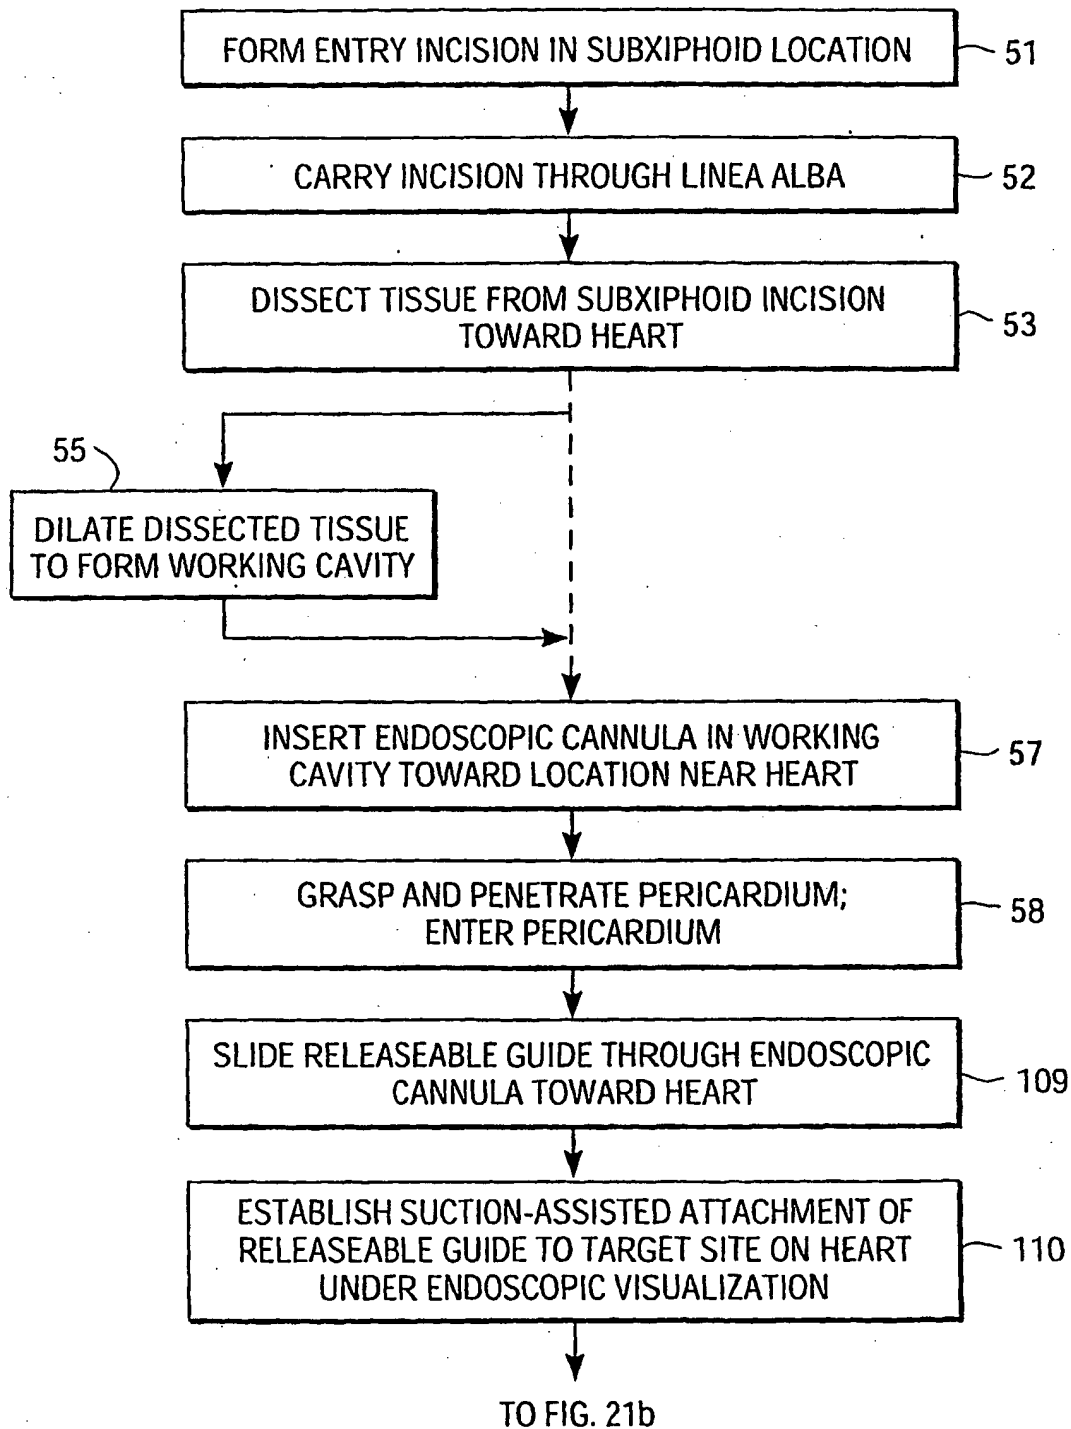 FORM ENTRY INCISION IN SUBXIPHOID LOCATION
51
CARRY INCISION THROUGH LINEA ALBA
52
DISSECT TISSUE FROM SUBXIPHOID INCISION
TOWARD HEART
53
55
DILATE DISSECTED TISSUE
TO FORM WORKING CAVITY
INSERT ENDOSCOPIC CANNULA IN WORKING
CAVITY TOWARD LOCATION NEAR HEART
57
GRASP AND PENETRATE PERICARDIUM;
ENTER PERICARDIUM
58
SLIDE RELEASEABLE GUIDE THROUGH ENDOSCOPIC
CANNULA TOWARD HEART
109
ESTABLISH SUCTION-ASSISTED ATTACHMENT OF
RELEASEABLE GUIDE TO TARGET SITE ON HEART
UNDER ENDOSCOPIC VISUALIZATION
110
TO FIG. 21b